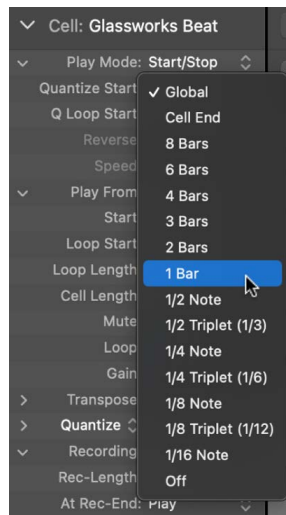 Cell: Glassworks Beat
Play Mode: Start/Stop
Quantize Start
Q Loop Start
Reverse
Speed
Play From
Start
Loop Start
Loop Length
Cell Length
Mute
Loop
Gain
Transpose
Quantize
Recording
Rec-Length
At Rec-End: Play
✓ Global
Cell End
8 Bars
6 Bars
4 Bars
3 Bars
2 Bars
1 Bar
1/2 Note
1/2 Triplet (1/3)
1/4 Note
1/4 Triplet (1/6)
1/8 Note
1/8 Triplet (1/12)
1/16 Note
Off